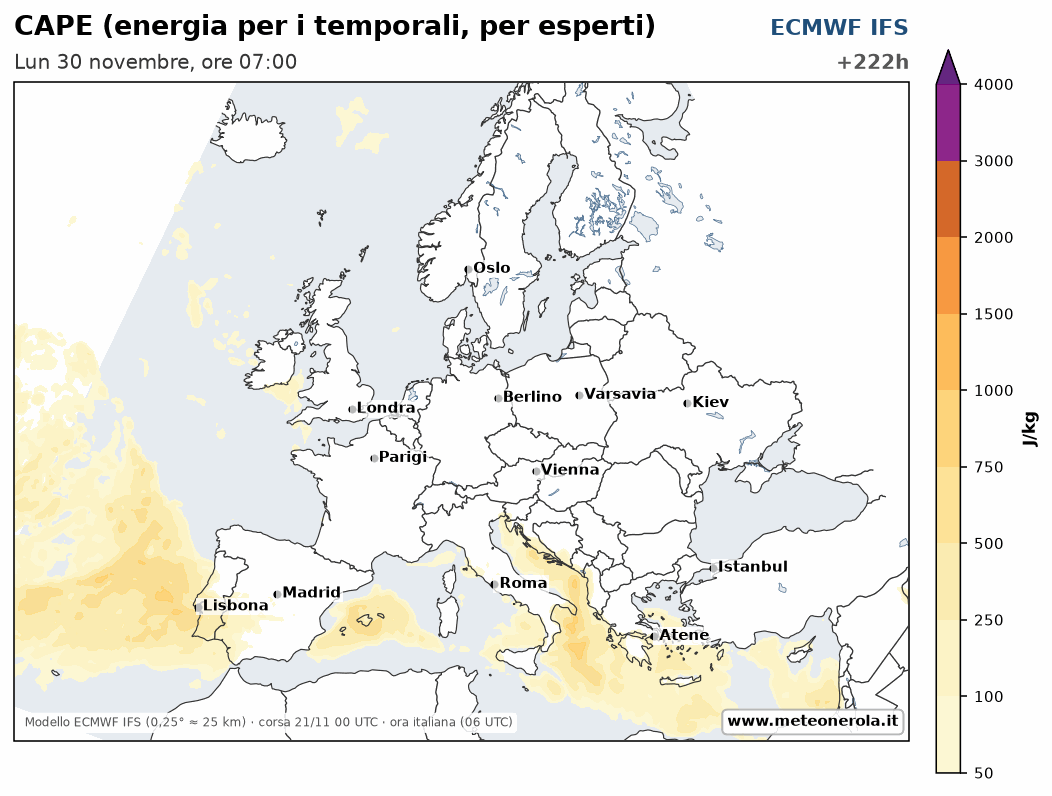 CAPE (energia per i temporali, per esperti)
ECMWF IFS
Lun 30 novembre, ore 07:00
+222h
4000
3000
2000
1500
1000
750
500
250
100
50
J/kg
Oslo
Londra
Berlino
Varsavia
Kiev
Parigi
Vienna
Istanbul
Roma
Madrid
Lisbona
Atene
Modello ECMWF IFS (0,25° ≈ 25 km) · corsa 21/11 00 UTC · ora italiana (06 UTC)
www.meteonerola.it